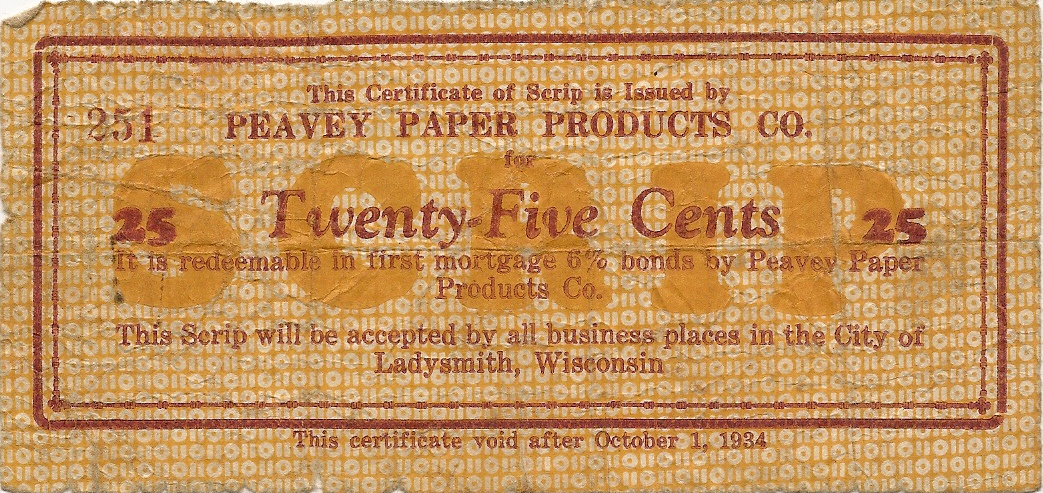 This Certificate of Scrip is Issued by
251
PEAVEY PAPER PRODUCTS CO.
for
SCRIP
25 Twenty-Five Cents 25
It is redeemable in first mortgage 6% bonds by Peavey Paper
Products Co.
This Scrip will be accepted by all business places in the City of
Ladysmith, Wisconsin
This certificate void after October 1, 1934